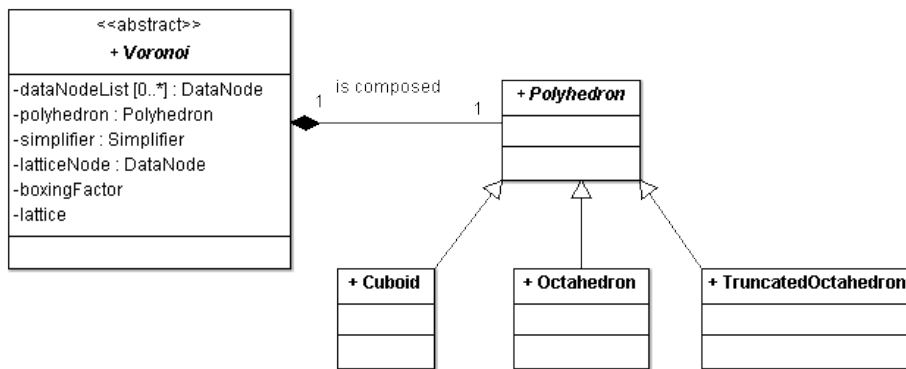 <<abstract>>
+ Voronoi
-dataNodeList [0..*] : DataNode
-polyhedron : Polyhedron
-simplifier : Simplifier
-latticeNode : DataNode
-boxingFactor
-lattice
1
is composed
1
+ Polyhedron
+ Cuboid
+ Octahedron
+ TruncatedOctahedron